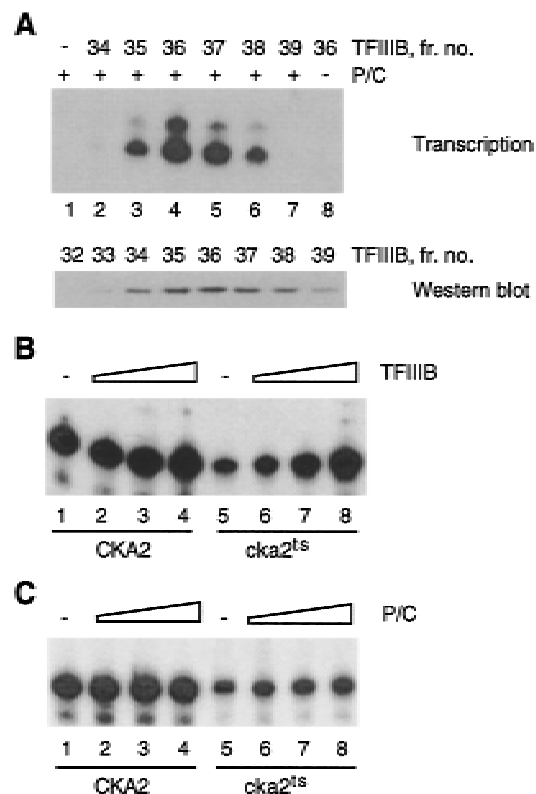 A
- 34 35 36 37 38 39 36 TFIIIB, fr. no.
+ + + + + + + - P/C
Transcription
1 2 3 4 5 6 7 8
32 33 34 35 36 37 38 39 TFIIIB, fr. no.
Western blot
B
- - TFIIIB
1 2 3 4 5 6 7 8
CKA2 cka2ts
C
- - P/C
1 2 3 4 5 6 7 8
CKA2 cka2ts